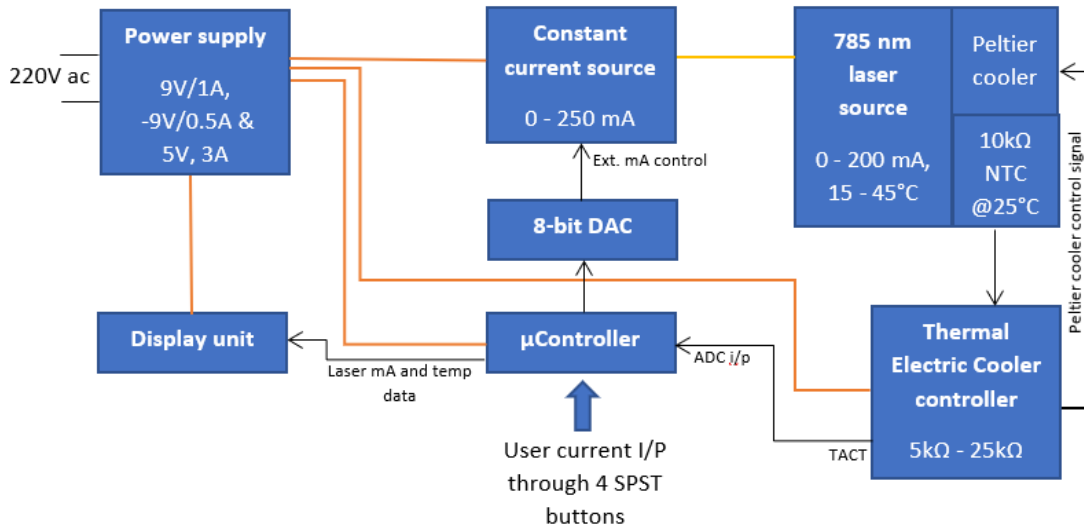 Power supply
9V/1A,
-9V/0.5A &
5V, 3A
220V ac
Constant
current source
0 - 250 mA
785 nm
laser
source
0 - 200 mA,
15 - 45°C
Peltier
cooler
10kΩ
NTC
@25°C
Peltier cooler control signal
Ext. mA control
8-bit DAC
Display unit
Laser mA and temp
data
µController
ADC i/p
TACT
Thermal
Electric Cooler
controller
5kΩ - 25kΩ
User current I/P
through 4 SPST
buttons